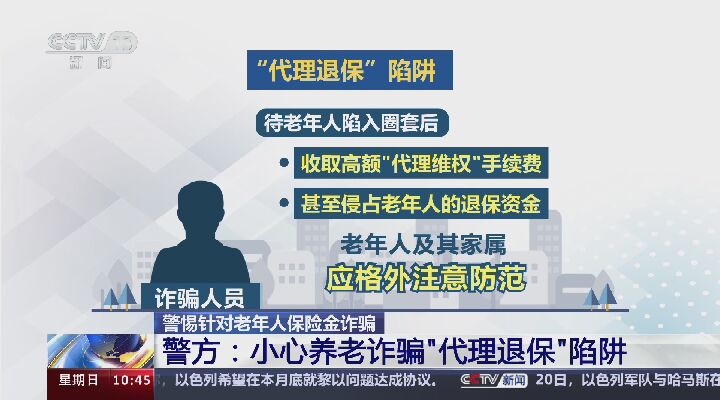 CCTV 13
新闻
“代理退保”陷阱
待老年人陷入圈套后
收取高额"代理维权"手续费
甚至侵占老年人的退保资金
老年人及其家属
应格外注意防范
诈骗人员
警惕针对老年人保险金诈骗
警方：小心养老诈骗"代理退保"陷阱
星期日 10:45 以色列希望在本月底就黎以问题达成协议。 CCTV新闻 20日，以色列军队与哈马斯在